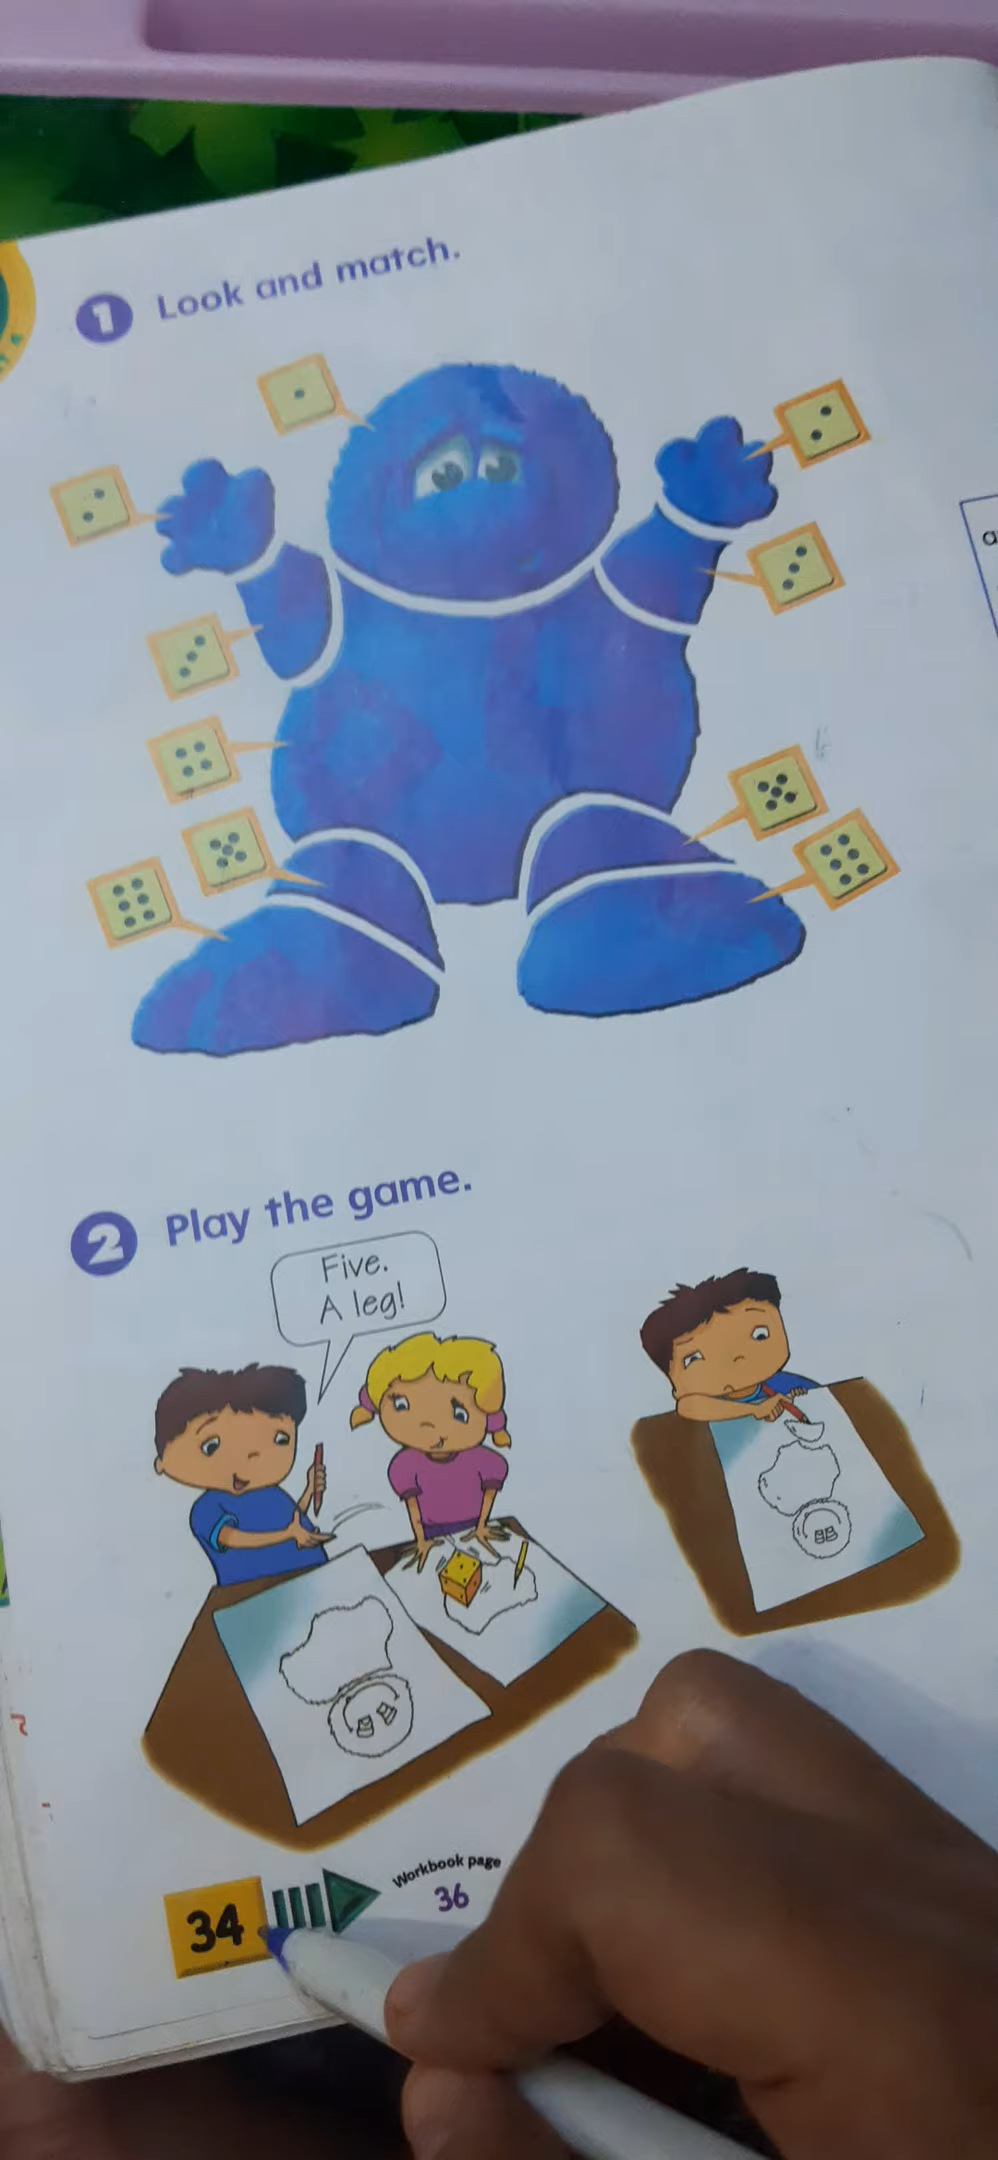 1 Look and match.
a
2 Play the game.
Five.
A leg!
34
Workbook page
36